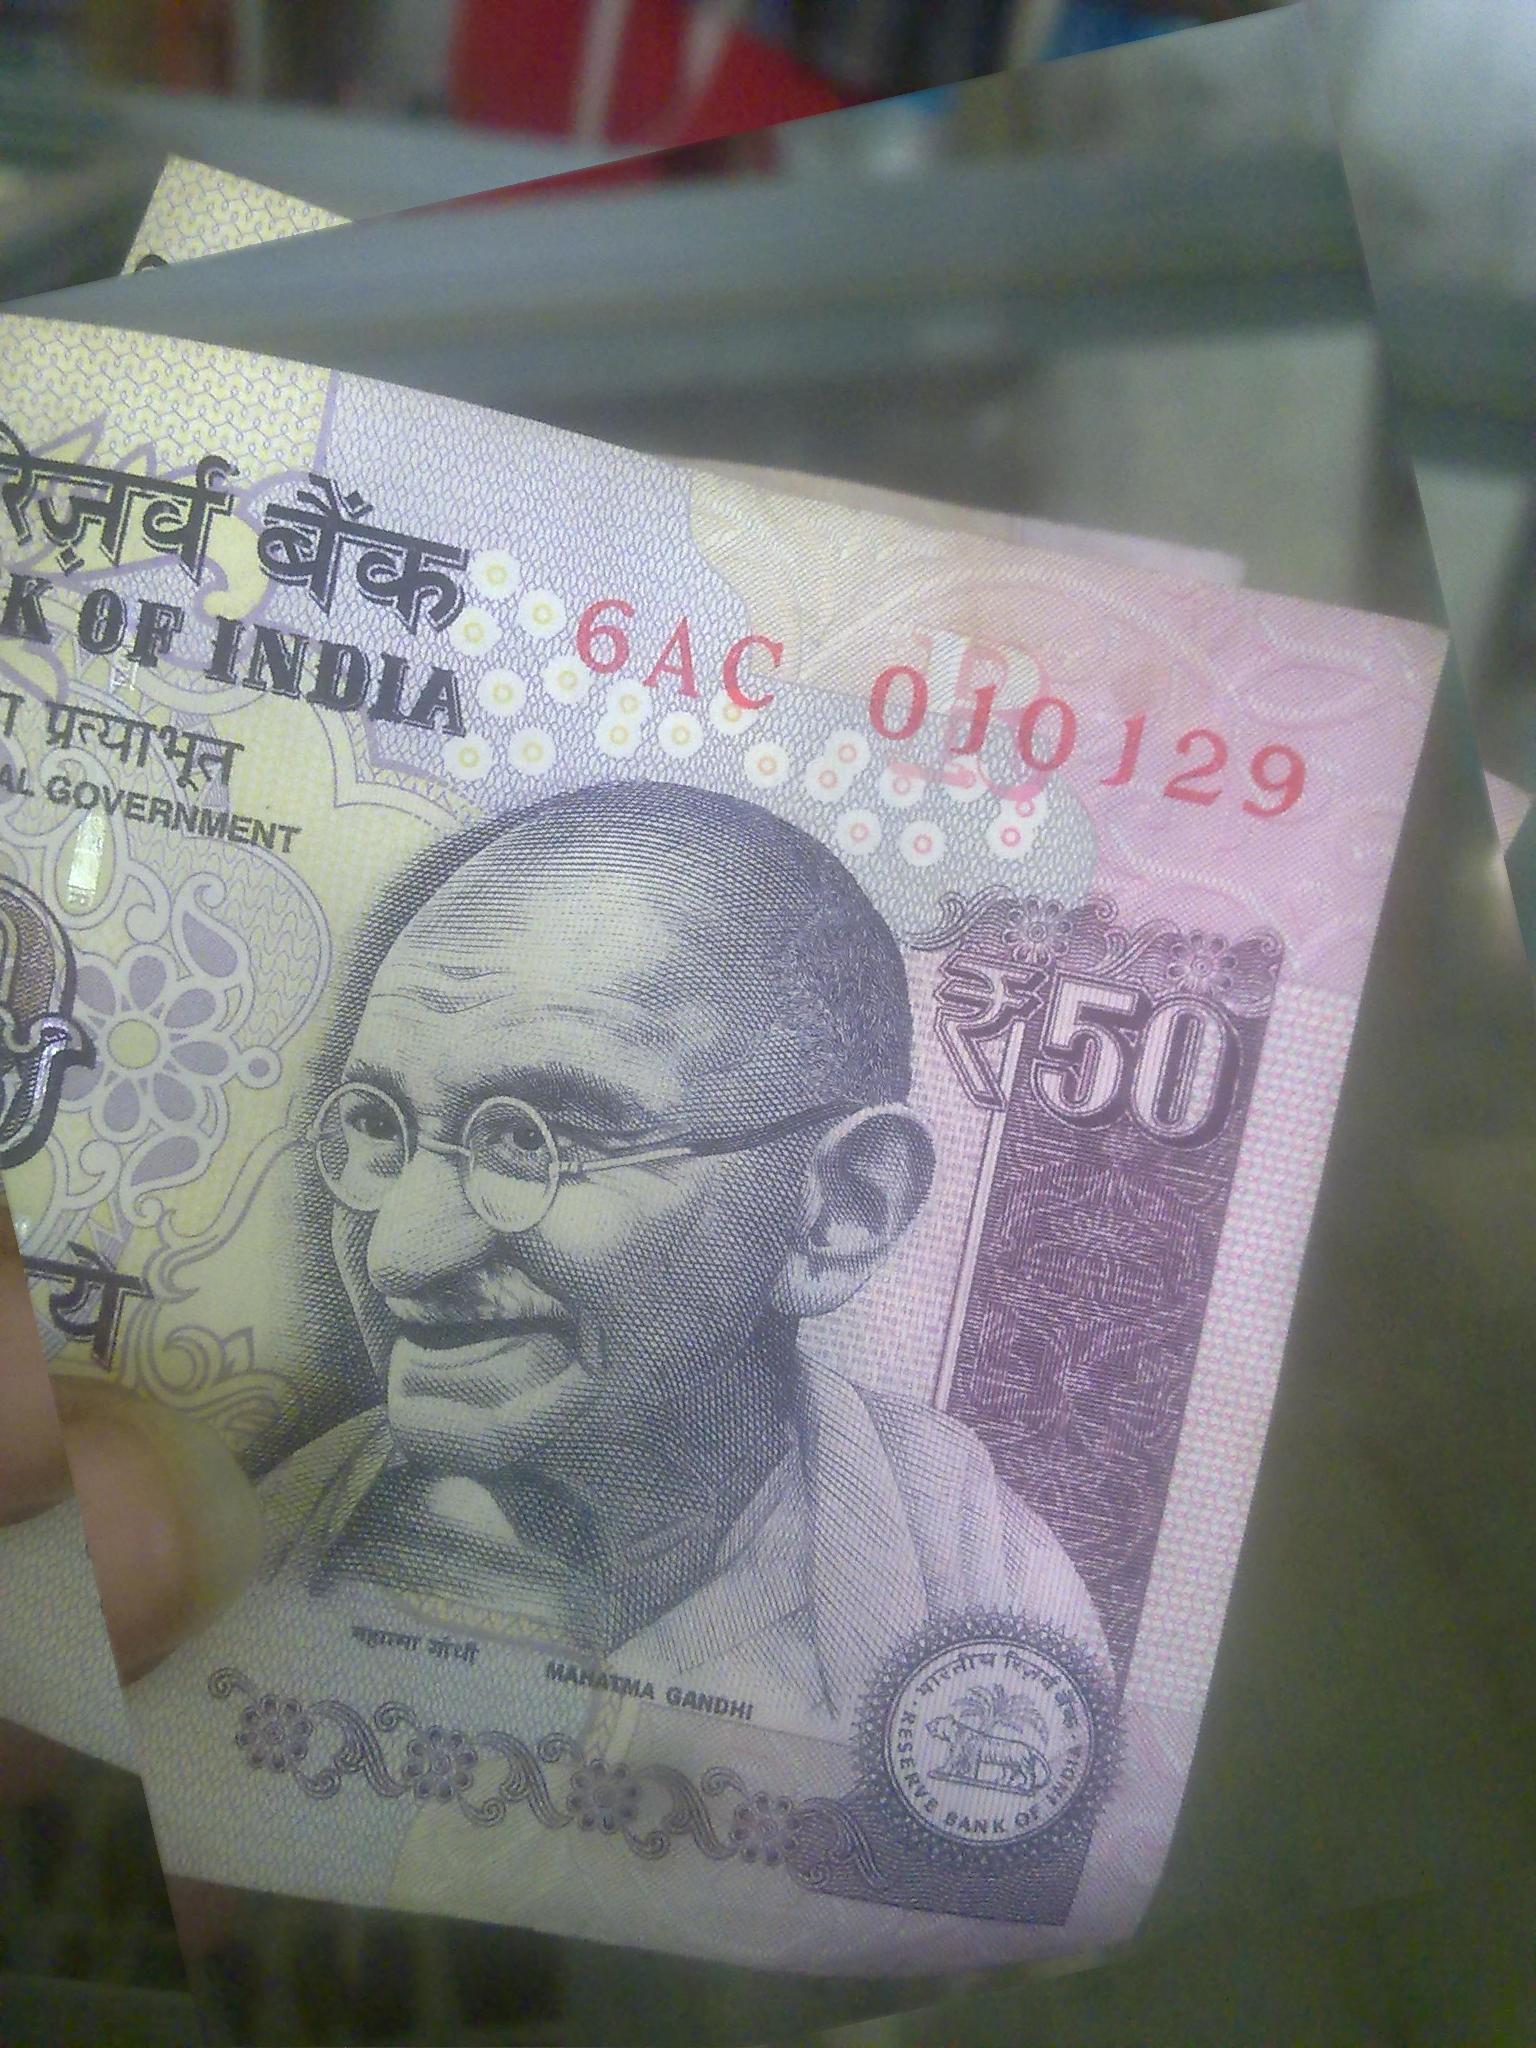 रिज़र्व बैंक
K OF INDIA
प्रत्याभूत
AL GOVERNMENT
6AC 010129
₹50
ये
महात्मा गांधी MAHATMA GANDHI
भारतीय रिज़र्व बैंक
RESERVE BANK OF INDIA